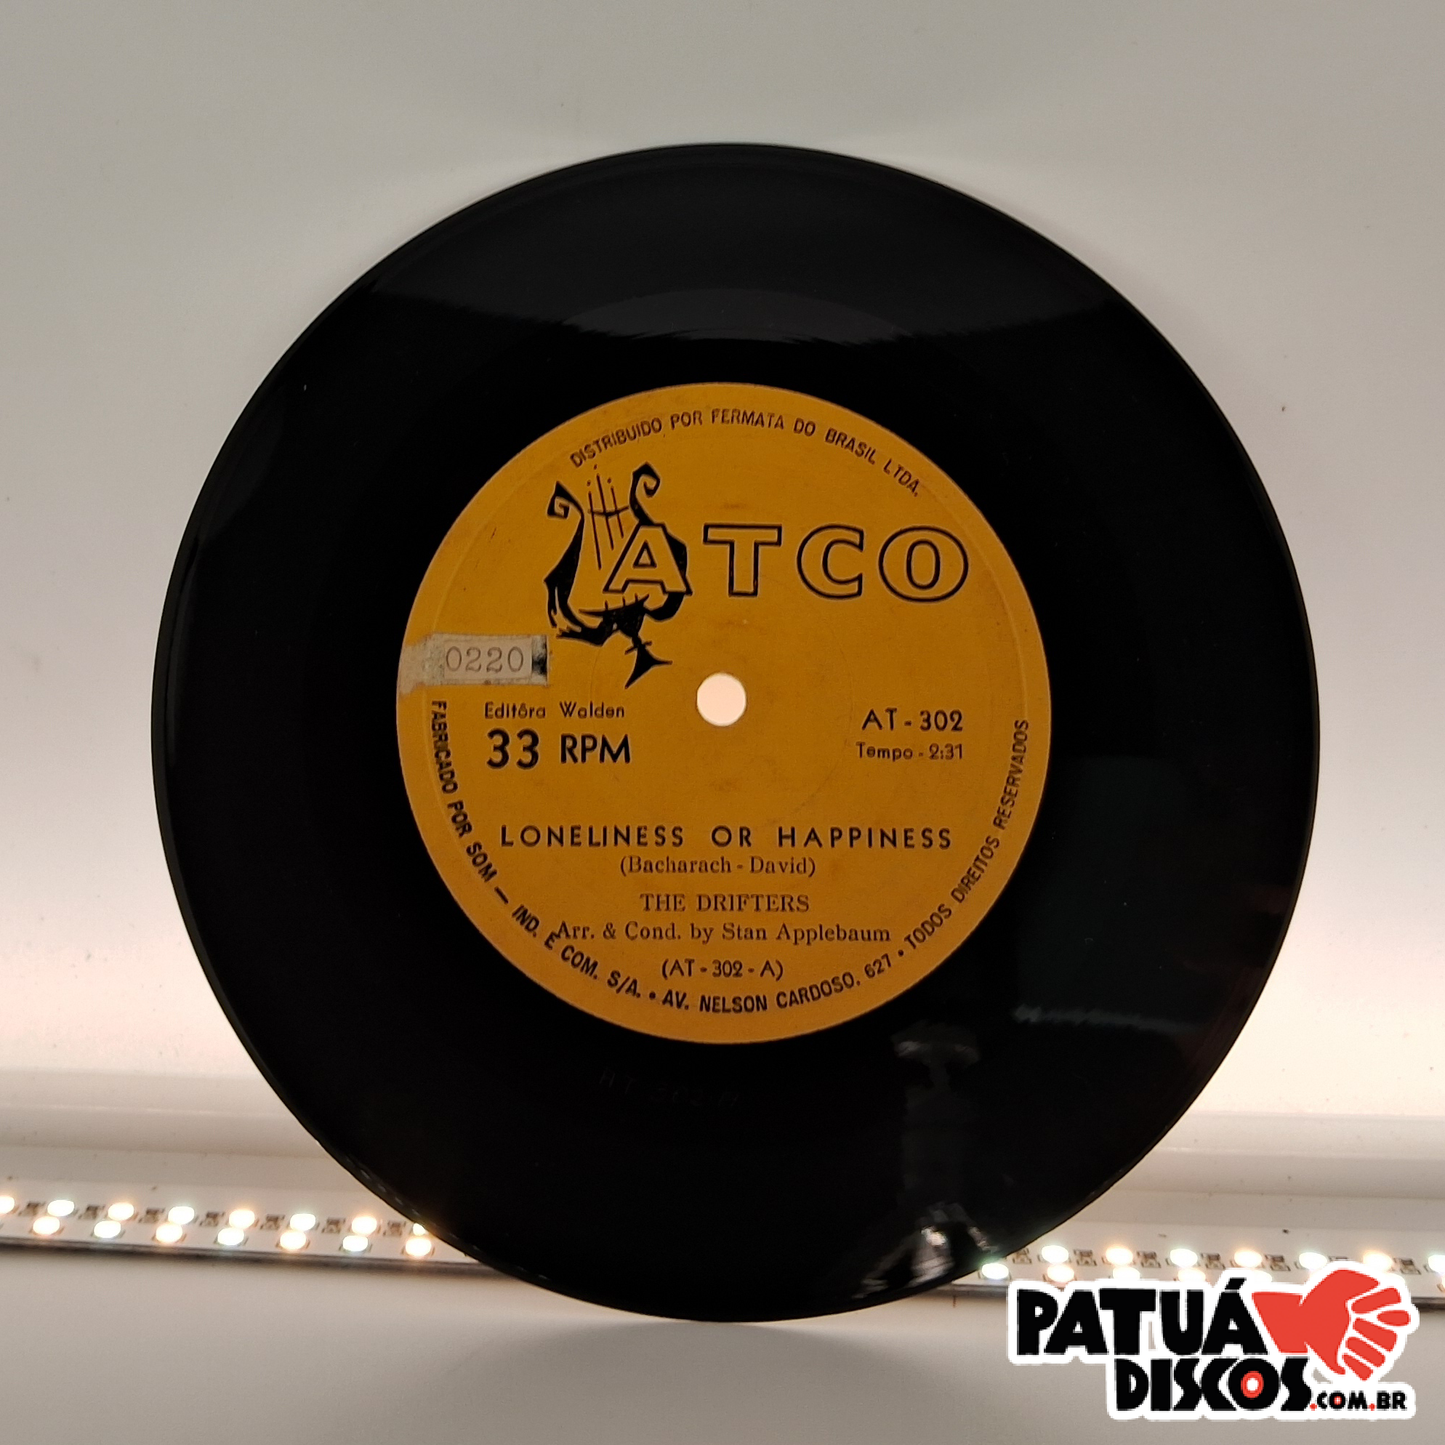 DISTRIBUIDO POR FERMATA DO BRASIL LTDA.
ATCO
0220
Editôra Walden
33 RPM
AT - 302
Tempo - 2:31
LONELINESS OR HAPPINESS
(Bacharach - David)
THE DRIFTERS
Arr. & Cond. by Stan Applebaum
(AT - 302 - A)
FABRICADO POR SOM — IND. E COM. S/A. • AV. NELSON CARDOSO, 627 • TODOS DIREITOS RESERVADOS
PATUÁ
DISCOS.COM.BR